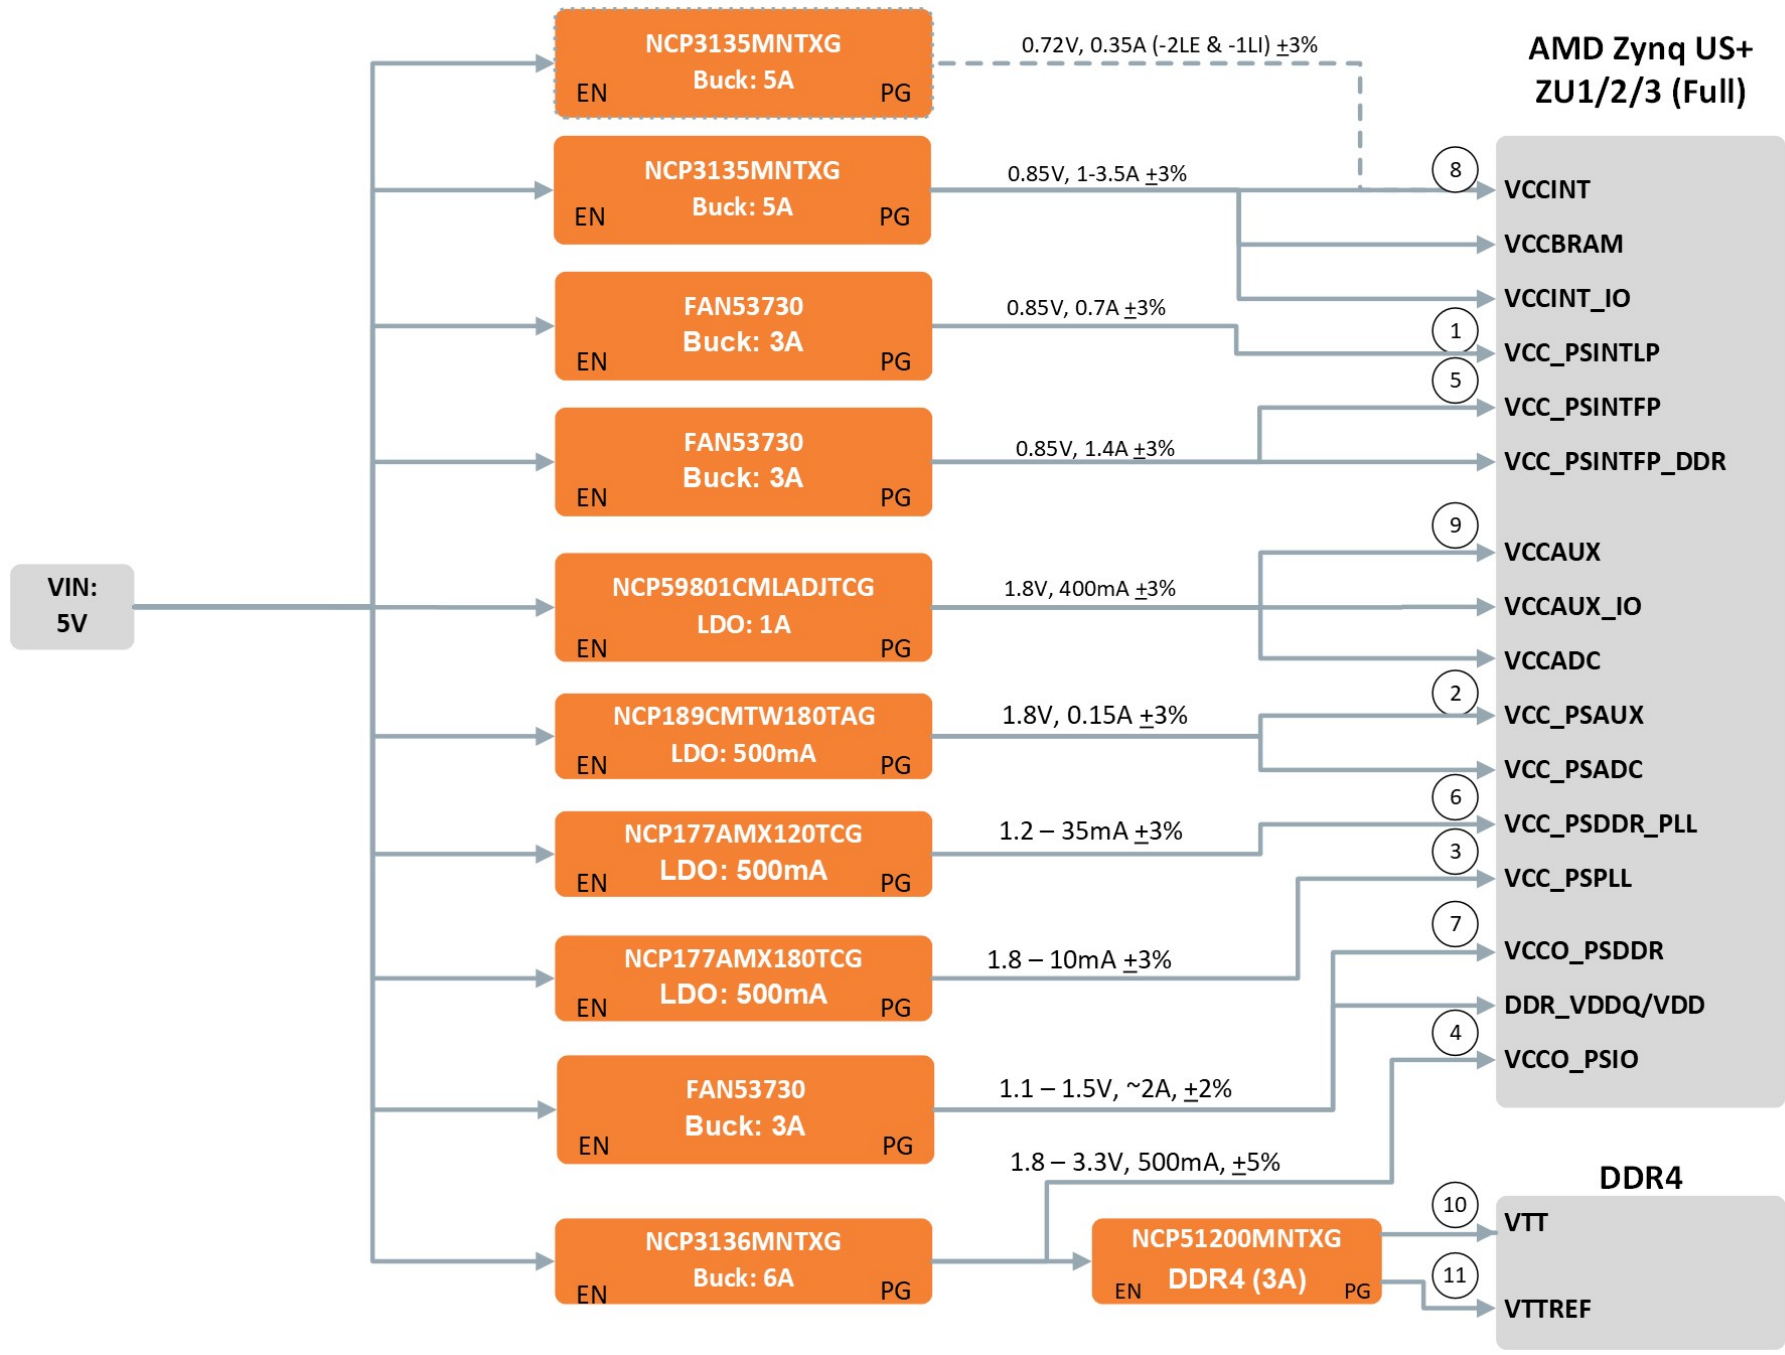 NCP3135MNTXG
Buck: 5A
EN
PG
0.72V, 0.35A (-2LE & -1LI) ±3%
AMD Zynq US+
ZU1/2/3 (Full)
NCP3135MNTXG
Buck: 5A
EN
PG
0.85V, 1-3.5A ±3%
8
VCCINT
VCCBRAM
VCCINT_IO
FAN53730
Buck: 3A
EN
PG
0.85V, 0.7A ±3%
1
VCC_PSINTLP
5
VCC_PSINTFP
FAN53730
Buck: 3A
EN
PG
0.85V, 1.4A ±3%
VCC_PSINTFP_DDR
VIN:
5V
NCP59801CMLADJTCG
LDO: 1A
EN
PG
1.8V, 400mA ±3%
9
VCCAUX
VCCAUX_IO
VCCADC
NCP189CMTW180TAG
LDO: 500mA
EN
PG
1.8V, 0.15A ±3%
2
VCC_PSAUX
VCC_PSADC
NCP177AMX120TCG
LDO: 500mA
EN
PG
1.2 – 35mA ±3%
6
VCC_PSDDR_PLL
3
VCC_PSPLL
NCP177AMX180TCG
LDO: 500mA
EN
PG
1.8 – 10mA ±3%
7
VCCO_PSDDR
DDR_VDDQ/VDD
4
VCCO_PSIO
FAN53730
Buck: 3A
EN
PG
1.1 – 1.5V, ~2A, ±2%
1.8 – 3.3V, 500mA, ±5%
DDR4
NCP3136MNTXG
Buck: 6A
EN
PG
NCP51200MNTXG
DDR4 (3A)
EN
PG
10
VTT
11
VTTREF